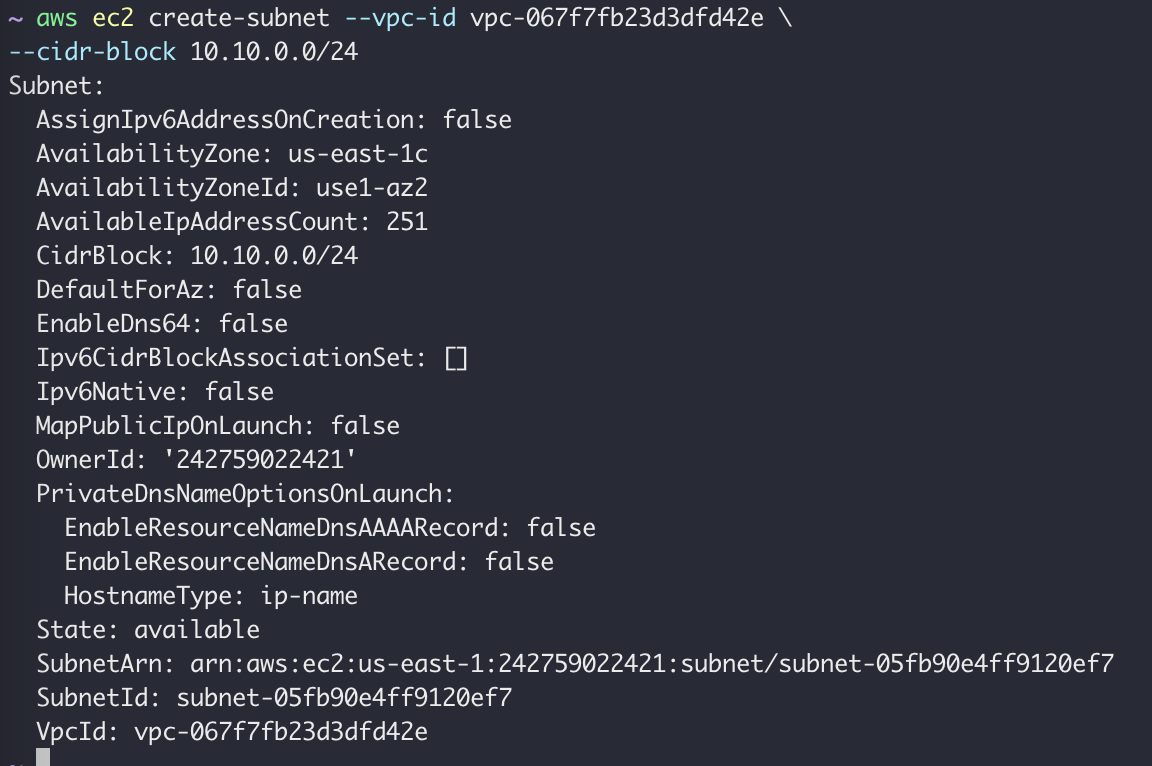 ~ aws ec2 create-subnet --vpc-id vpc-067f7fb23d3dfd42e \
--cidr-block 10.10.0.0/24
Subnet:
  AssignIpv6AddressOnCreation: false
  AvailabilityZone: us-east-1c
  AvailabilityZoneId: use1-az2
  AvailableIpAddressCount: 251
  CidrBlock: 10.10.0.0/24
  DefaultForAz: false
  EnableDns64: false
  Ipv6CidrBlockAssociationSet: []
  Ipv6Native: false
  MapPublicIpOnLaunch: false
  OwnerId: '242759022421'
  PrivateDnsNameOptionsOnLaunch:
    EnableResourceNameDnsAAAARecord: false
    EnableResourceNameDnsARecord: false
    HostnameType: ip-name
  State: available
  SubnetArn: arn:aws:ec2:us-east-1:242759022421:subnet/subnet-05fb90e4ff9120ef7
  SubnetId: subnet-05fb90e4ff9120ef7
  VpcId: vpc-067f7fb23d3dfd42e